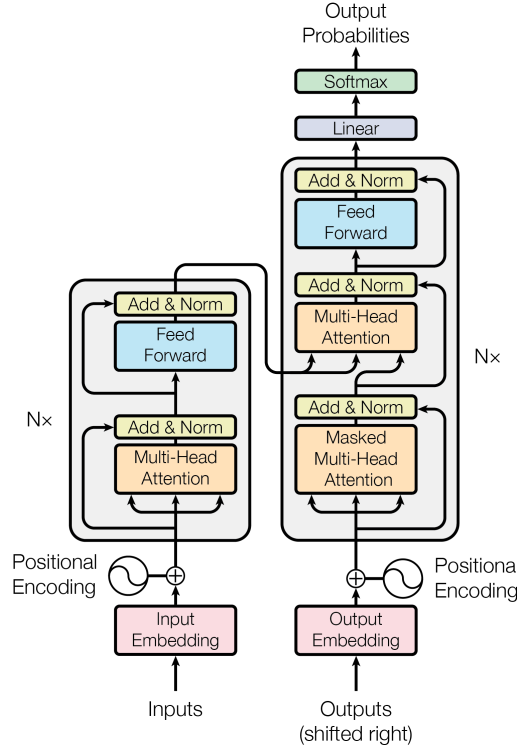 Output
Probabilities
Softmax
Linear
Add & Norm
Feed
Forward
Add & Norm
Multi-Head
Attention
N×
Add & Norm
Masked
Multi-Head
Attention
Add & Norm
Feed
Forward
N×
Add & Norm
Multi-Head
Attention
Positional
Encoding
Positiona
Encoding
Input
Embedding
Output
Embedding
Inputs
Outputs
(shifted right)